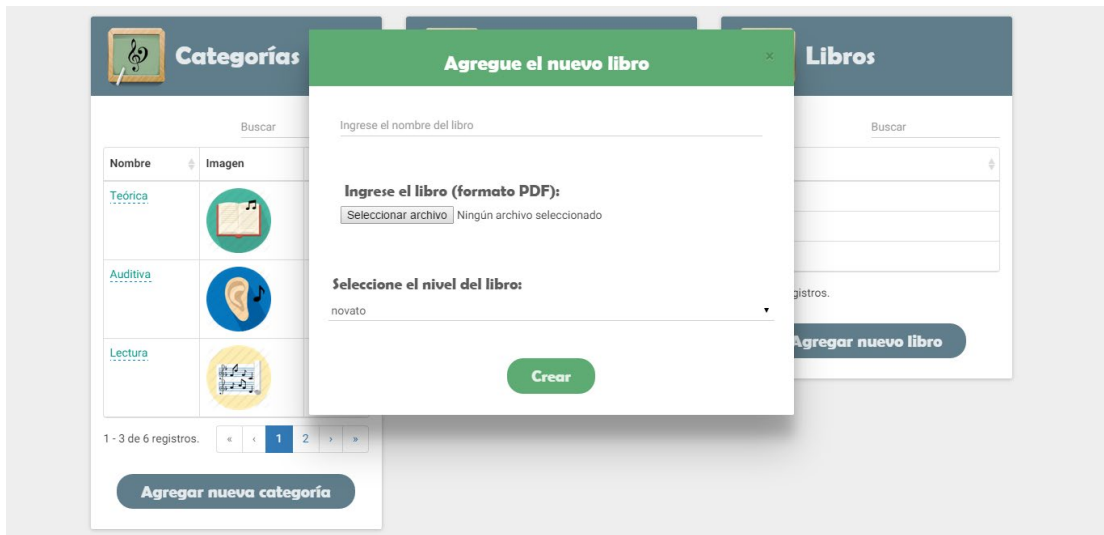 Categorías
Buscar
Nombre Imagen
Teórica
Auditiva
Lectura
1 - 3 de 6 registros. « ‹ 1 2 › »
Agregar nueva categoría
Agregue el nuevo libro ×
Ingrese el nombre del libro
Ingrese el libro (formato PDF):
Seleccionar archivo Ningún archivo seleccionado
Seleccione el nivel del libro:
novato
Crear
Libros
Buscar
Agregar nuevo libro